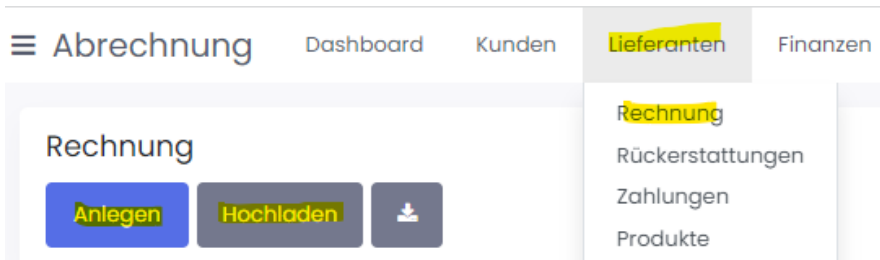 Abrechnung Dashboard Kunden Lieferanten Finanzen
Rechnung
Rückerstattungen
Zahlungen
Produkte
Rechnung
Anlegen Hochladen